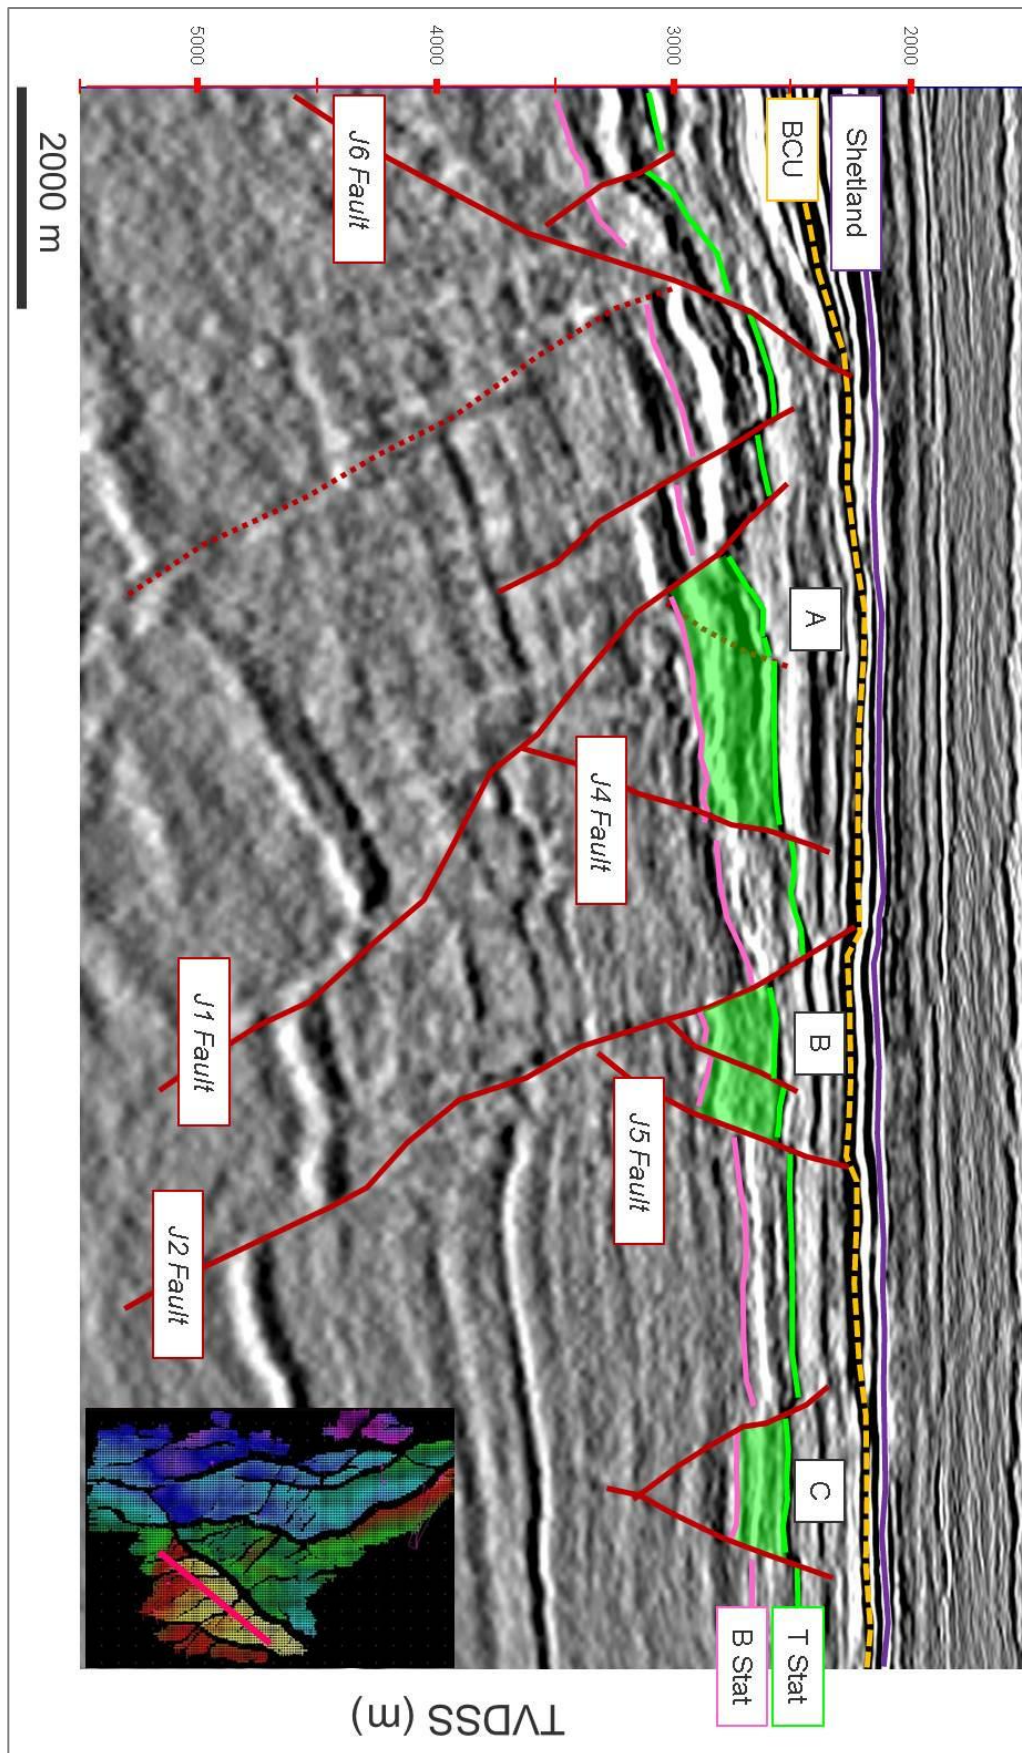 2000
3000
4000
5000
Shetland
BCU
J6 Fault
A
J4 Fault
J1 Fault
B
J5 Fault
J2 Fault
C
T Stat
B Stat
2000 m
TVDSS (m)